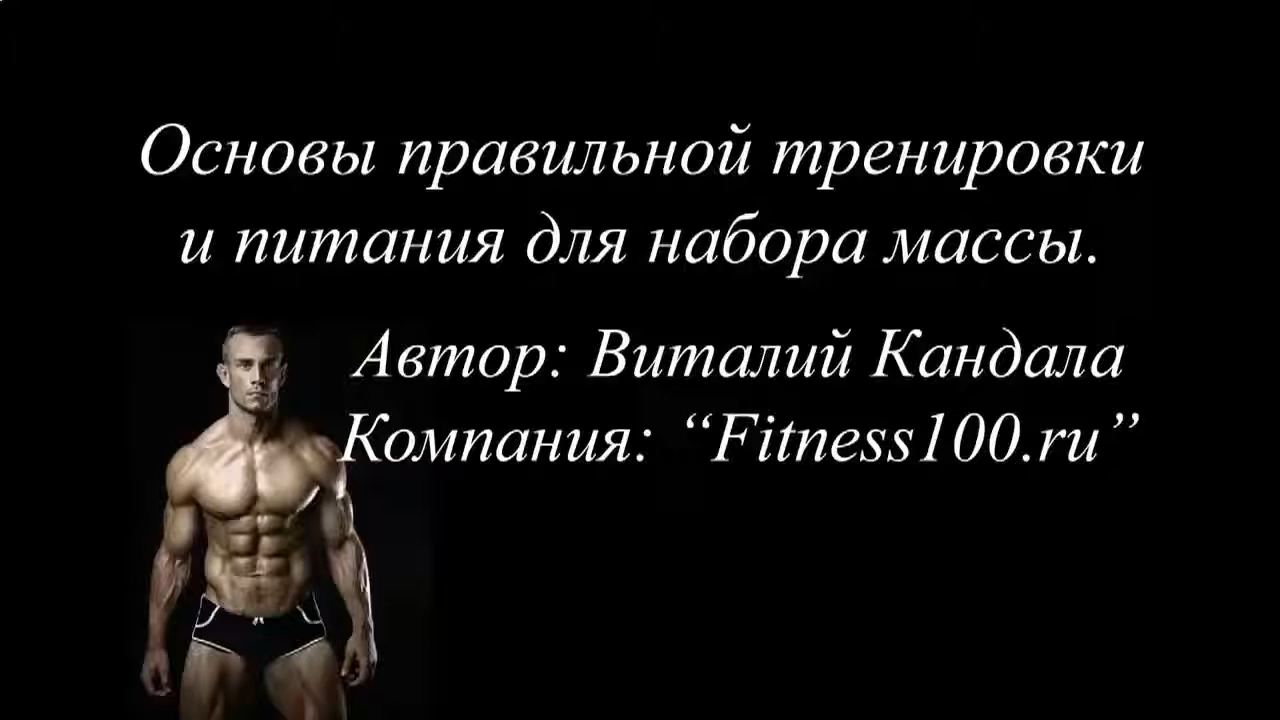 Основы правильной тренировки
и питания для набора массы.
Автор: Виталий Кандала
Компания: “Fitness100.ru”